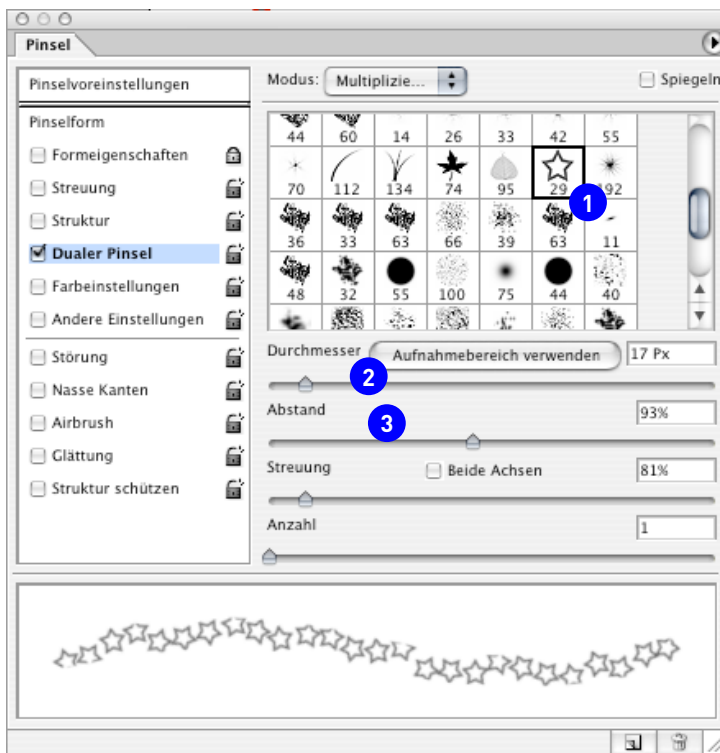 Pinsel
Pinselvoreinstellungen
Modus: Multiplizie... Spiegeln
Pinselform
Formeigenschaften
Streuung
Struktur
Dualer Pinsel
Farbeinstellungen
Andere Einstellungen
Störung
Nasse Kanten
Airbrush
Glättung
Struktur schützen
44 60 14 26 33 42 55
70 112 134 74 95 29 192
1
36 33 63 66 39 63 11
48 32 55 100 75 44 40
Durchmesser Aufnahmebereich verwenden 17 Px
2
Abstand 93%
3
Streuung Beide Achsen 81%
Anzahl 1